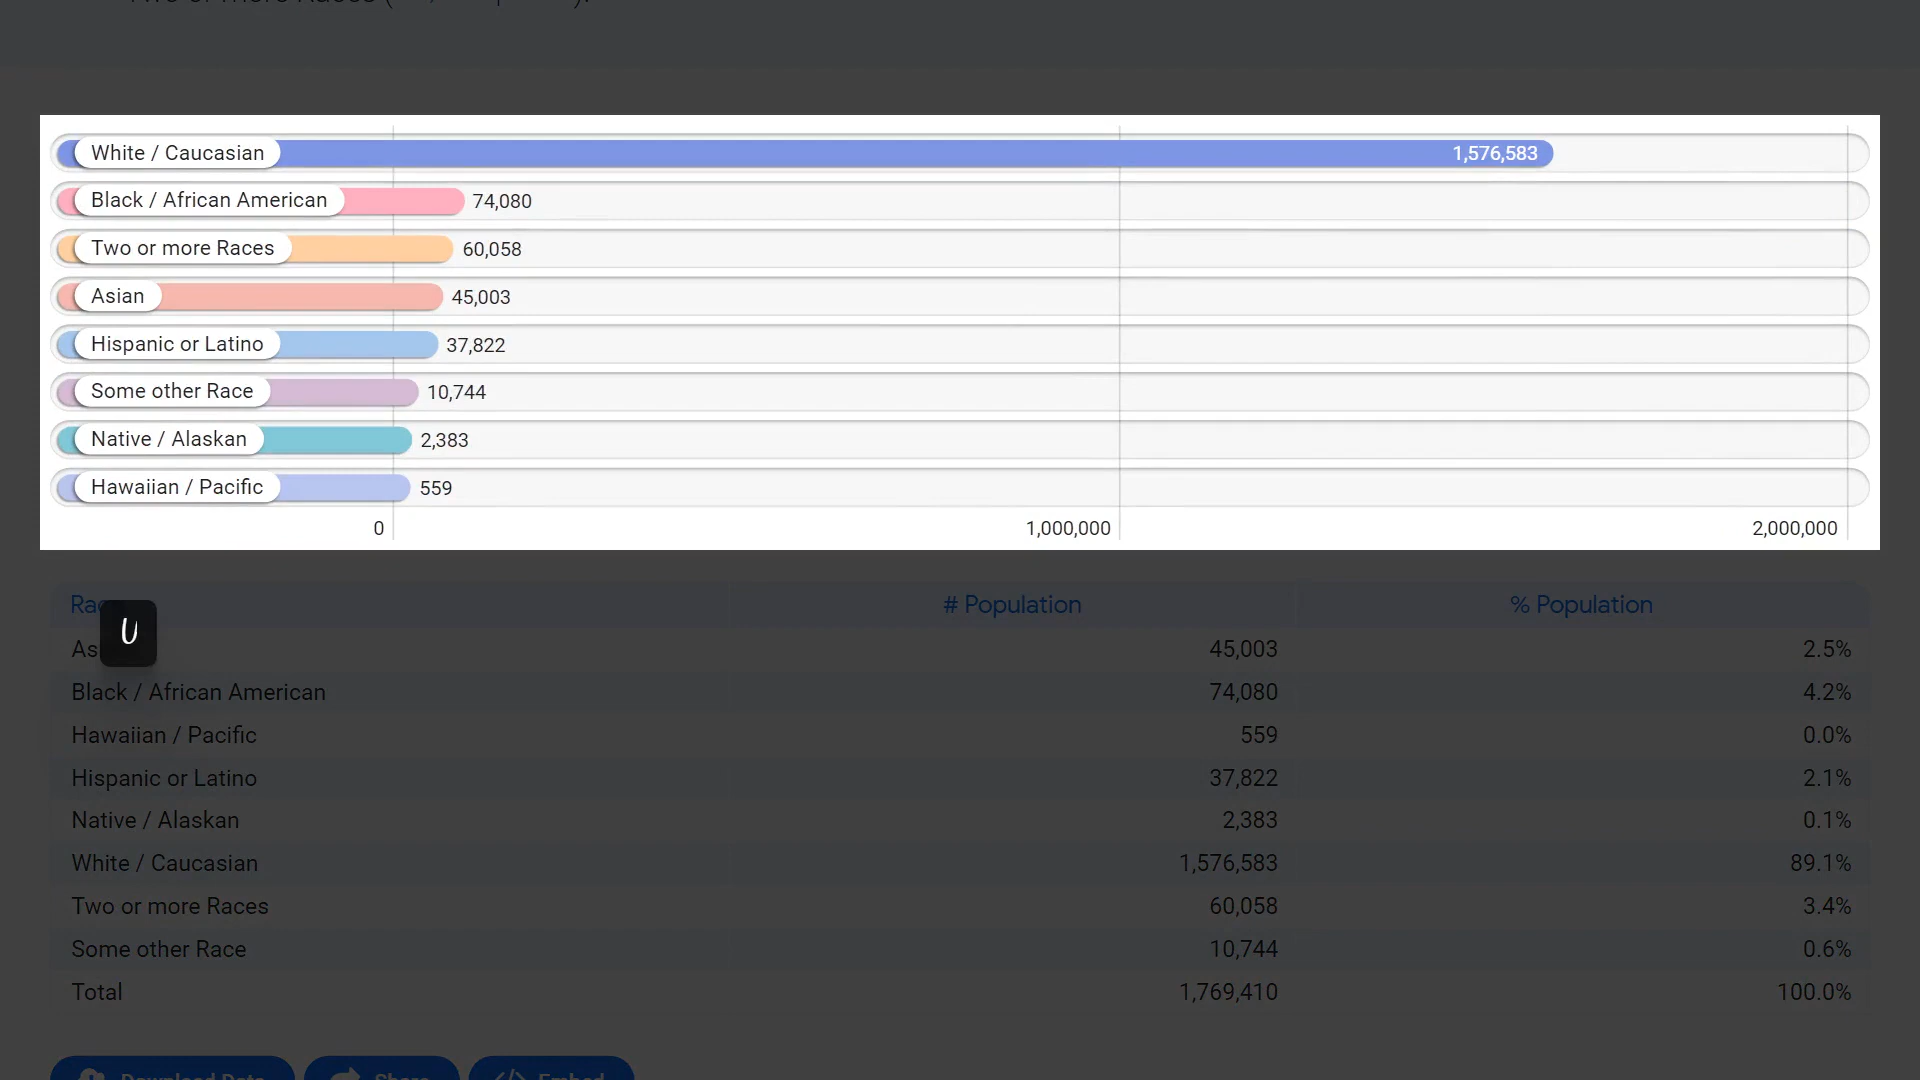 White / Caucasian 1,576,583
Black / African American 74,080
Two or more Races 60,058
Asian 45,003
Hispanic or Latino 37,822
Some other Race 10,744
Native / Alaskan 2,383
Hawaiian / Pacific 559
0 1,000,000 2,000,000
# Population % Population
U
45,003 2.5%
Black / African American 74,080 4.2%
Hawaiian / Pacific 559 0.0%
Hispanic or Latino 37,822 2.1%
Native / Alaskan 2,383 0.1%
White / Caucasian 1,576,583 89.1%
Two or more Races 60,058 3.4%
Some other Race 10,744 0.6%
Total 1,769,410 100.0%